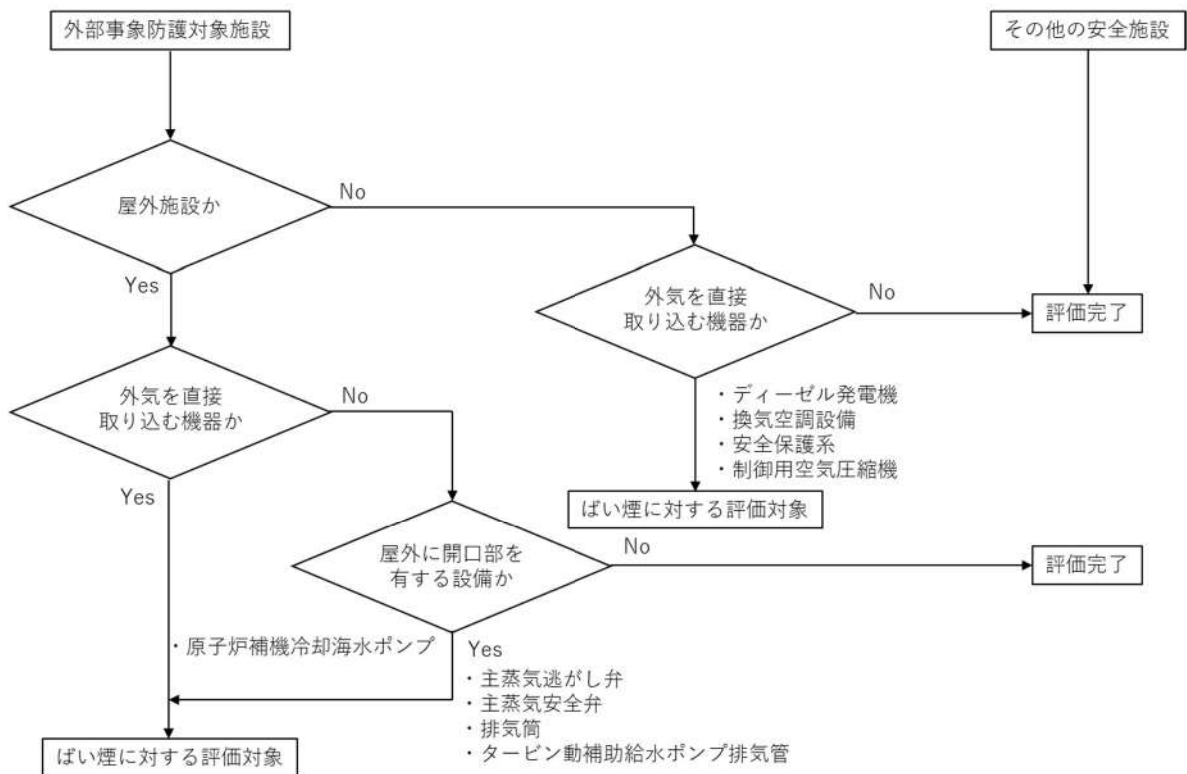 外部事象防護対象施設
その他の安全施設
屋外施設か
No
Yes
外気を直接
取り込む機器か
No
評価完了
外気を直接
取り込む機器か
No
Yes
・ディーゼル発電機
・換気空調設備
・安全保護系
・制御用空気圧縮機
ばい煙に対する評価対象
屋外に開口部を
有する設備か
No
評価完了
・原子炉補機冷却海水ポンプ
Yes
・主蒸気逃がし弁
・主蒸気安全弁
・排気筒
・タービン動補助給水ポンプ排気管
ばい煙に対する評価対象